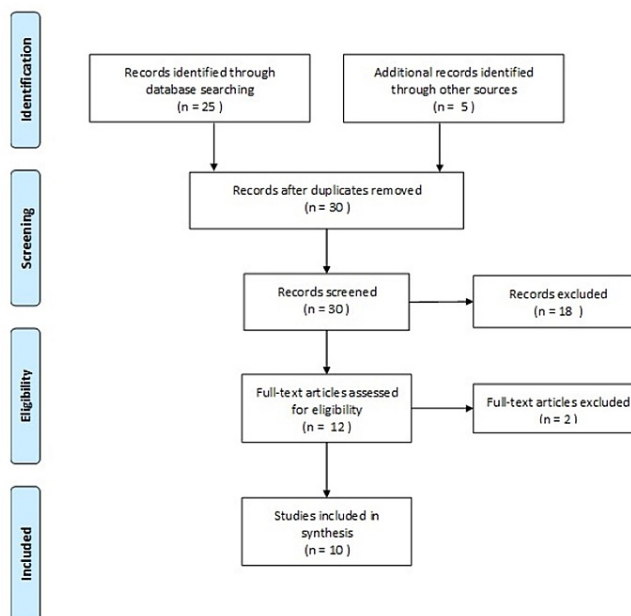 Identification
Records identified through
database searching
(n = 25 )
Additional records identified
through other sources
(n = 5 )
Screening
Records after duplicates removed
(n = 30 )
Records screened
(n = 30 )
Records excluded
(n = 18 )
Eligibility
Full-text articles assessed
for eligibility
(n = 12 )
Full-text articles excluded
(n = 2 )
Included
Studies included in
synthesis
(n = 10 )